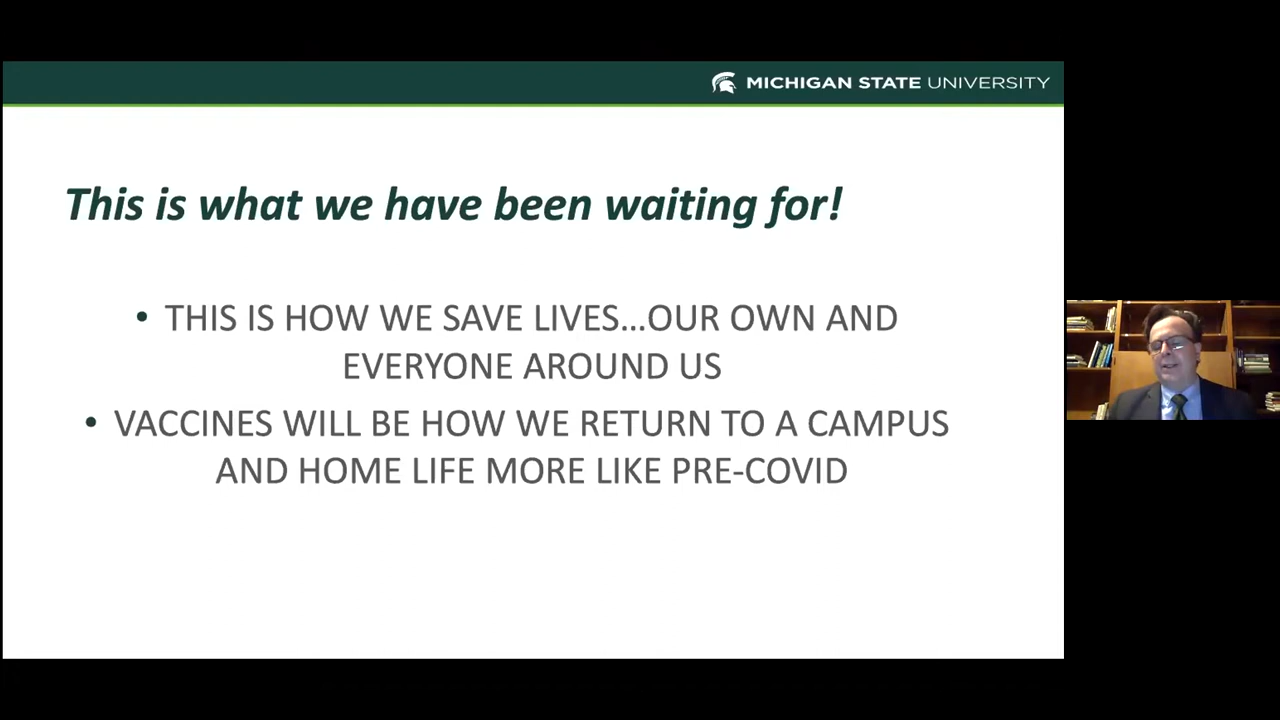 MICHIGAN STATE UNIVERSITY
This is what we have been waiting for!
• THIS IS HOW WE SAVE LIVES...OUR OWN AND
EVERYONE AROUND US
• VACCINES WILL BE HOW WE RETURN TO A CAMPUS
AND HOME LIFE MORE LIKE PRE-COVID